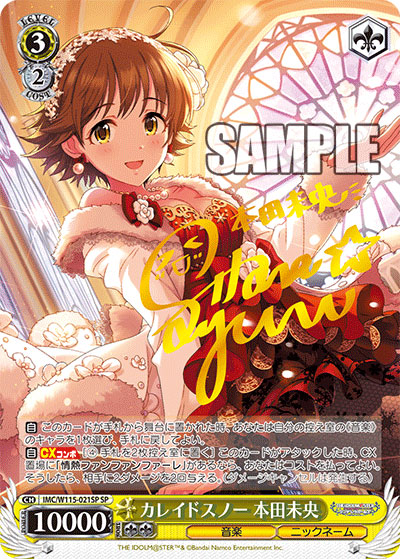 LEVEL
3
2
COST
SAMPLE
本田未央
自 このカードが手札から舞台に置かれた時、あなたは自分の控え室の《音楽》
のキャラを1枚選び、手札に戻してよい。
自 CXコンボ [④ 手札を2枚控え室に置く] このカードがアタックした時、CX
置場に「情熱ファンファンファーレ」があるなら、あなたはコストを払ってよい。
そうしたら、相手に2ダメージを与える。(ダメージキャンセルは発生する)
CH IMC/W115-021SP SP
10000
カレイドスノー 本田未央
音楽
ニックネーム
THE IDOLM@STER™& ©Bandai Namco Entertainment Inc.